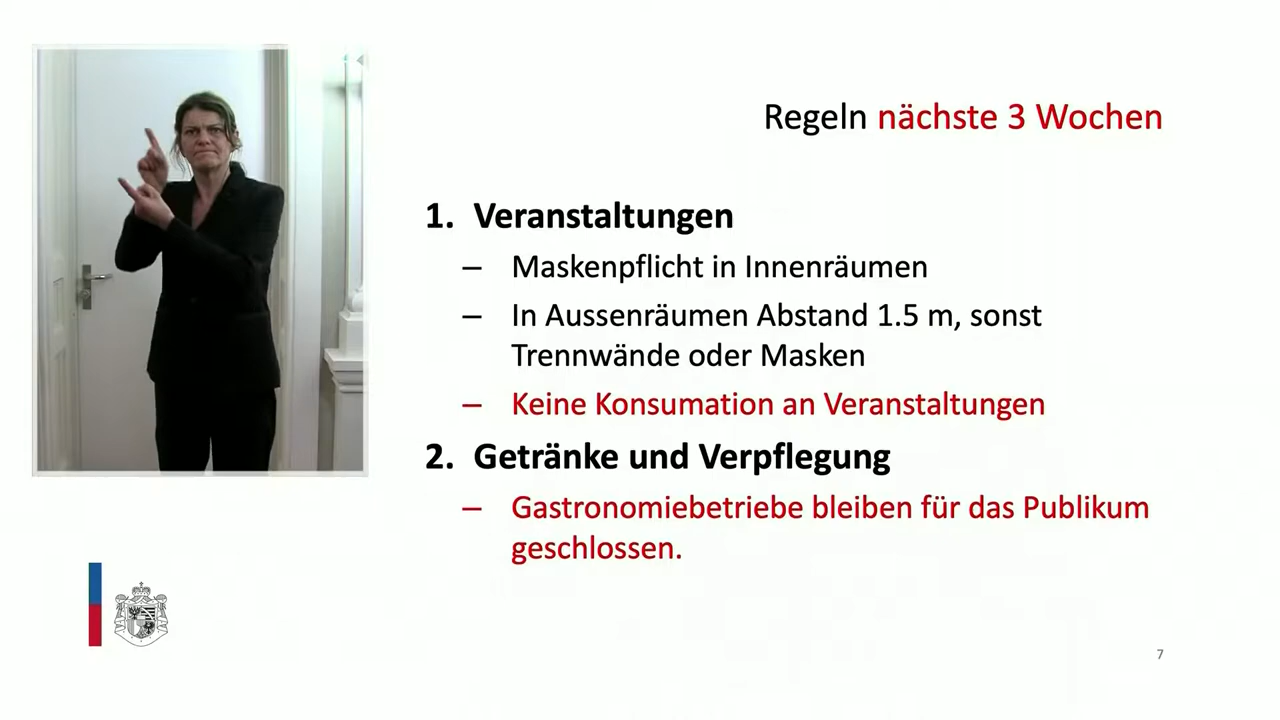 Regeln nächste 3 Wochen
1. Veranstaltungen
– Maskenpflicht in Innenräumen
– In Aussenräumen Abstand 1.5 m, sonst
Trennwände oder Masken
– Keine Konsumation an Veranstaltungen
2. Getränke und Verpflegung
– Gastronomiebetriebe bleiben für das Publikum
geschlossen.
7